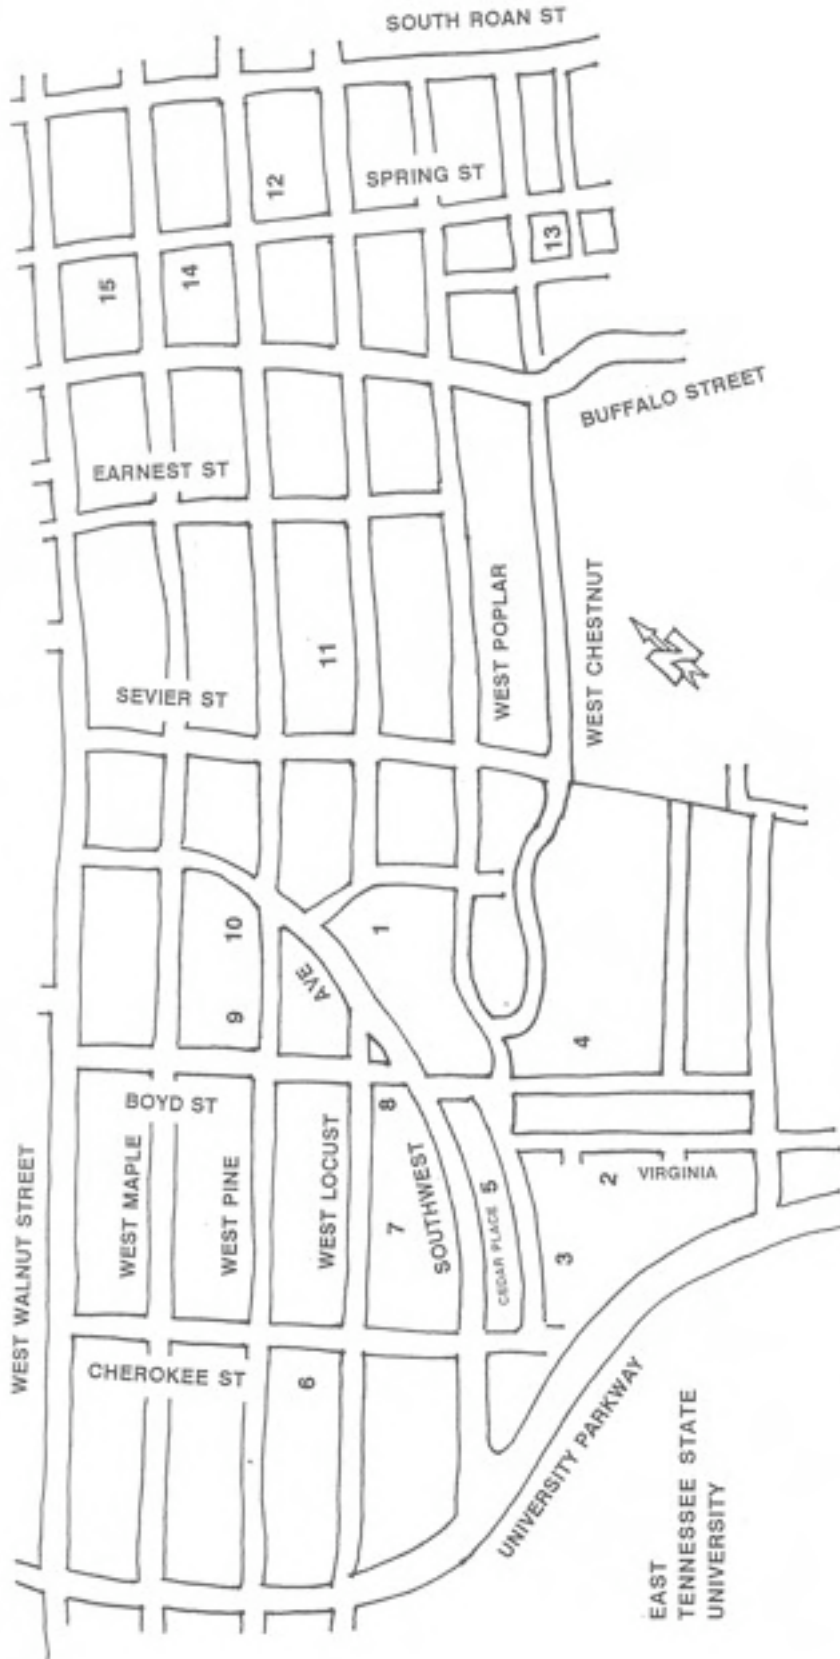 SOUTH ROAN ST
12
SPRING ST
13
15
14
BUFFALO STREET
EARNEST ST
WEST POPLAR
WEST CHESTNUT
11
SEVIER ST
N
10
1
9
AVE
4
BOYD ST
8
WEST MAPLE
WEST PINE
WEST LOCUST
7
SOUTHWEST
CEDAR PLACE
5
2
VIRGINIA
3
WEST WALNUT STREET
CHEROKEE ST
6
UNIVERSITY PARKWAY
EAST
TENNESSEE STATE
UNIVERSITY